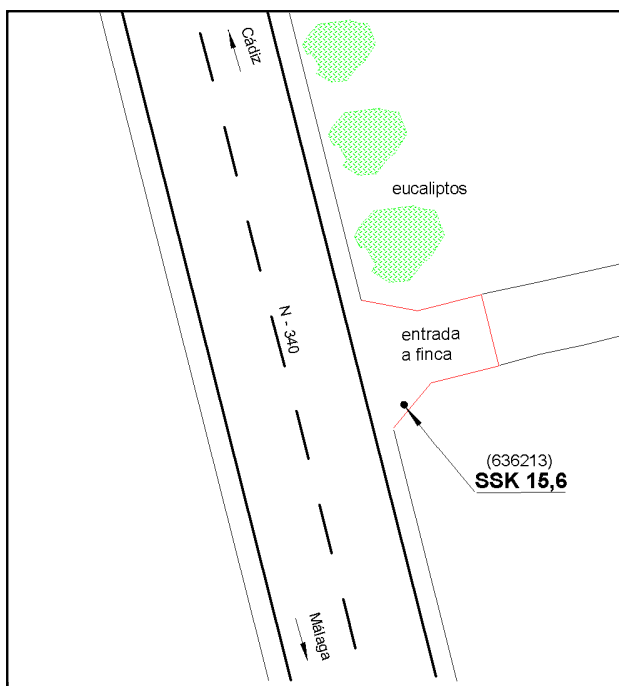 Cádiz
eucaliptos
N - 340
entrada
a finca
(636213)
SSK 15,6
Málaga